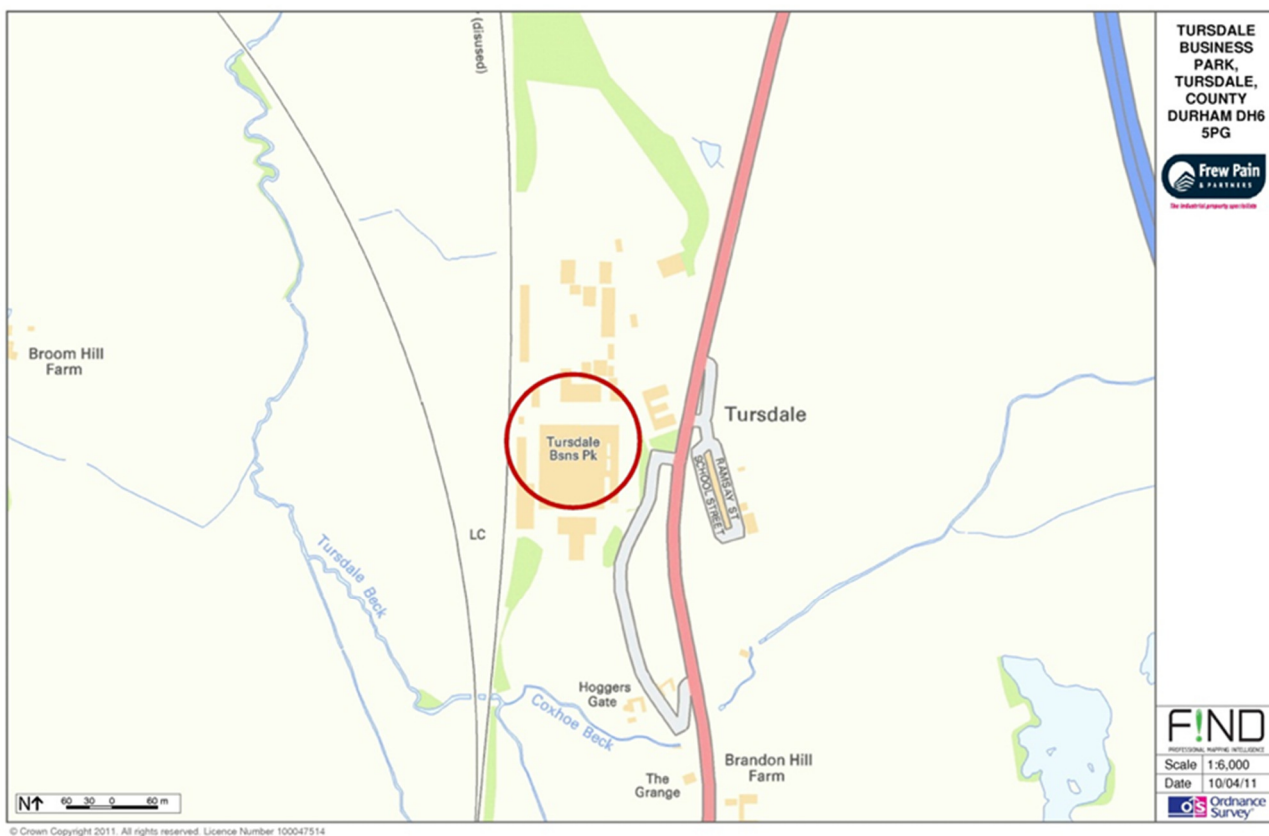 (disused)
Broom Hill
Farm
Tursdale
Bsns Pk
Tursdale
RAMSAY ST
SCHOOL STREET
LC
Tursdale Beck
Hoggers
Gate
Coxhoe Beck
The
Grange
Brandon Hill
Farm
N
60 30 0 60 m
TURSDALE
BUSINESS
PARK,
TURSDALE,
COUNTY
DURHAM DH6
5PG
Frew Pain
& PARTNERS
The industrial property specialists
F!ND
PROFESSIONAL MAPPING INTELLIGENCE
Scale 1:6,000
Date 10/04/11
OS Ordnance
Survey®
© Crown Copyright 2011. All rights reserved. Licence Number 100047514